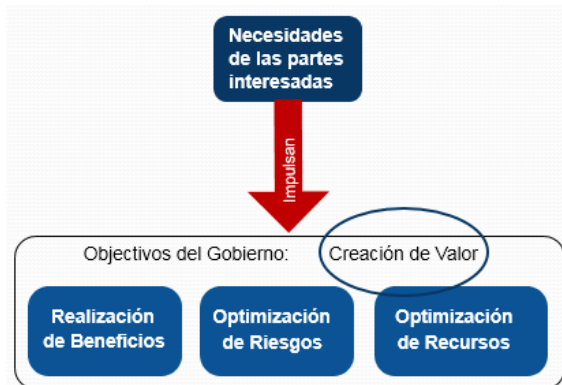 Necesidades
de las partes
interesadas
Impulsan
Objectivos del Gobierno: Creación de Valor
Realización
de Beneficios
Optimización
de Riesgos
Optimización
de Recursos